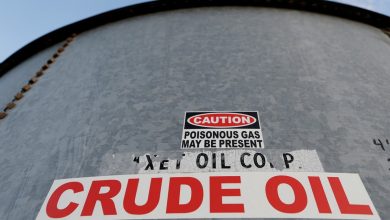 CAUTION
POISONOUS GAS
MAY BE PRESENT
OIL CORP.
CRUDE OIL